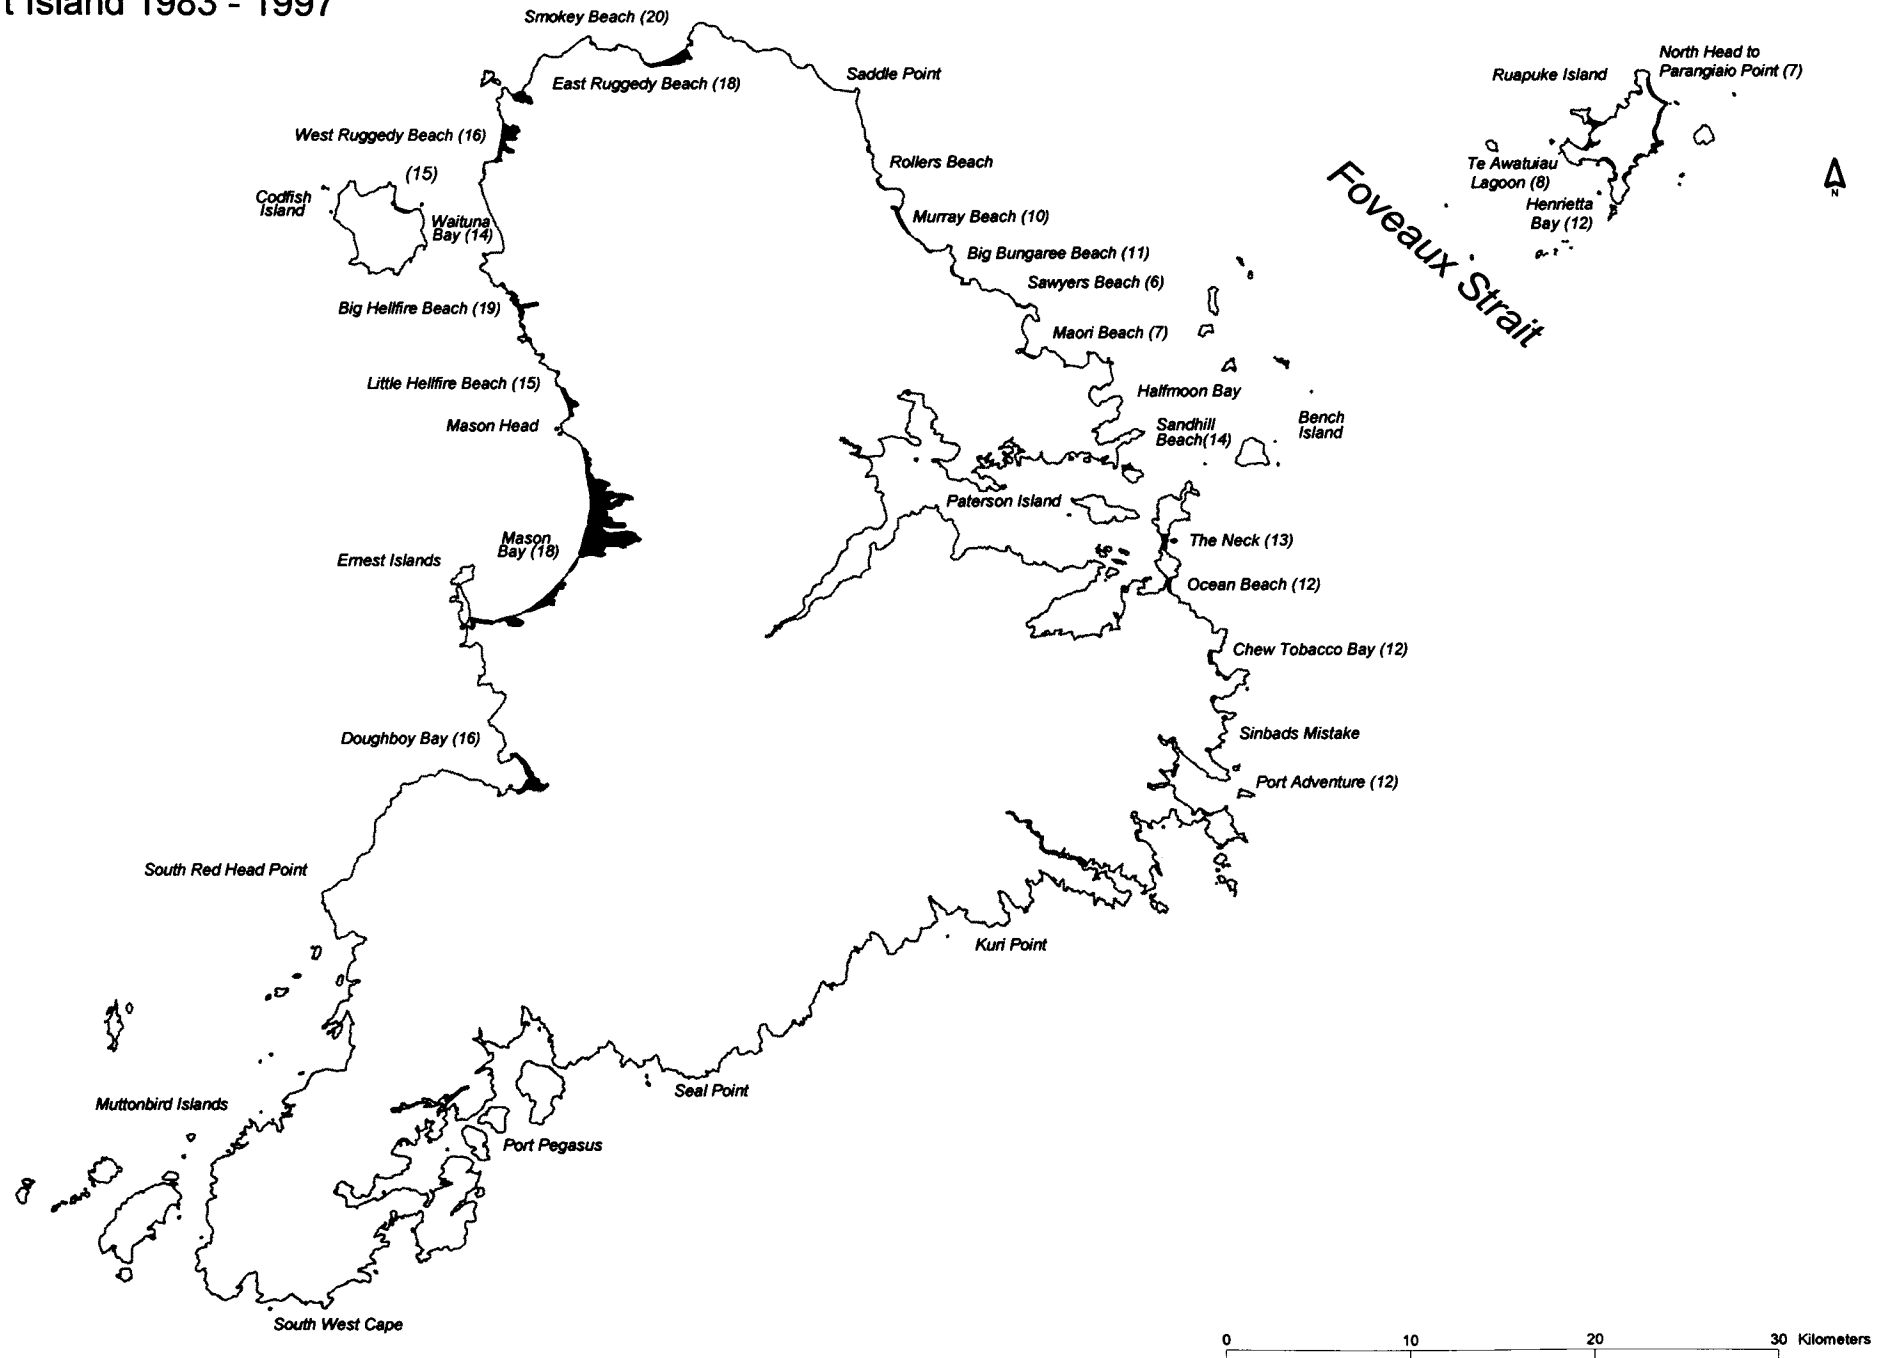 t Island 1983 - 1997
Smokey Beach (20)
East Ruggedy Beach (18)
Saddle Point
North Head to
Parangiaio Point (7)
Ruapuke Island
West Ruggedy Beach (16)
(15)
Codfish
Island
Waituna
Bay (14)
Rollers Beach
Te Awatuiau
Lagoon (8)
Henrietta
Bay (12)
N
Foveaux Strait
Murray Beach (10)
Big Bungaree Beach (11)
Sawyers Beach (6)
Big Hellfire Beach (19)
Maori Beach (7)
Little Hellfire Beach (15)
Halfmoon Bay
Mason Head
Sandhill
Beach(14)
Bench
Island
Paterson Island
Mason
Bay (18)
The Neck (13)
Ernest Islands
Ocean Beach (12)
Chew Tobacco Bay (12)
Doughboy Bay (16)
Sinbads Mistake
Port Adventure (12)
South Red Head Point
Kuri Point
Seal Point
Muttonbird Islands
Port Pegasus
South West Cape
0 10 20 30 Kilometers